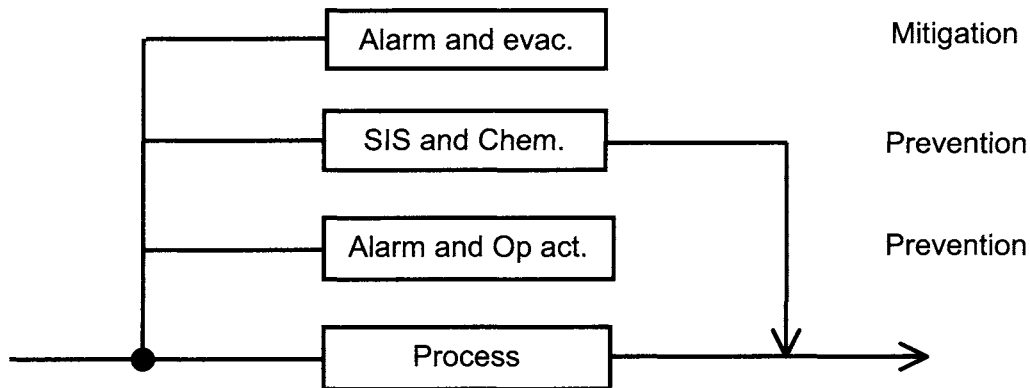 Alarm and evac. Mitigation
SIS and Chem. Prevention
Alarm and Op act. Prevention
Process